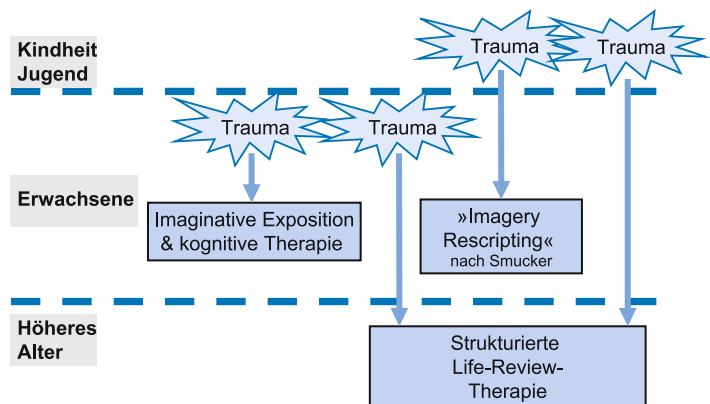 Kindheit
Jugend
Trauma
Trauma
Trauma
Trauma
Erwachsene
Imaginative Exposition
& kognitive Therapie
»Imagery
Rescripting«
nach Smucker
Höheres
Alter
Strukturierte
Life-Review-
Therapie